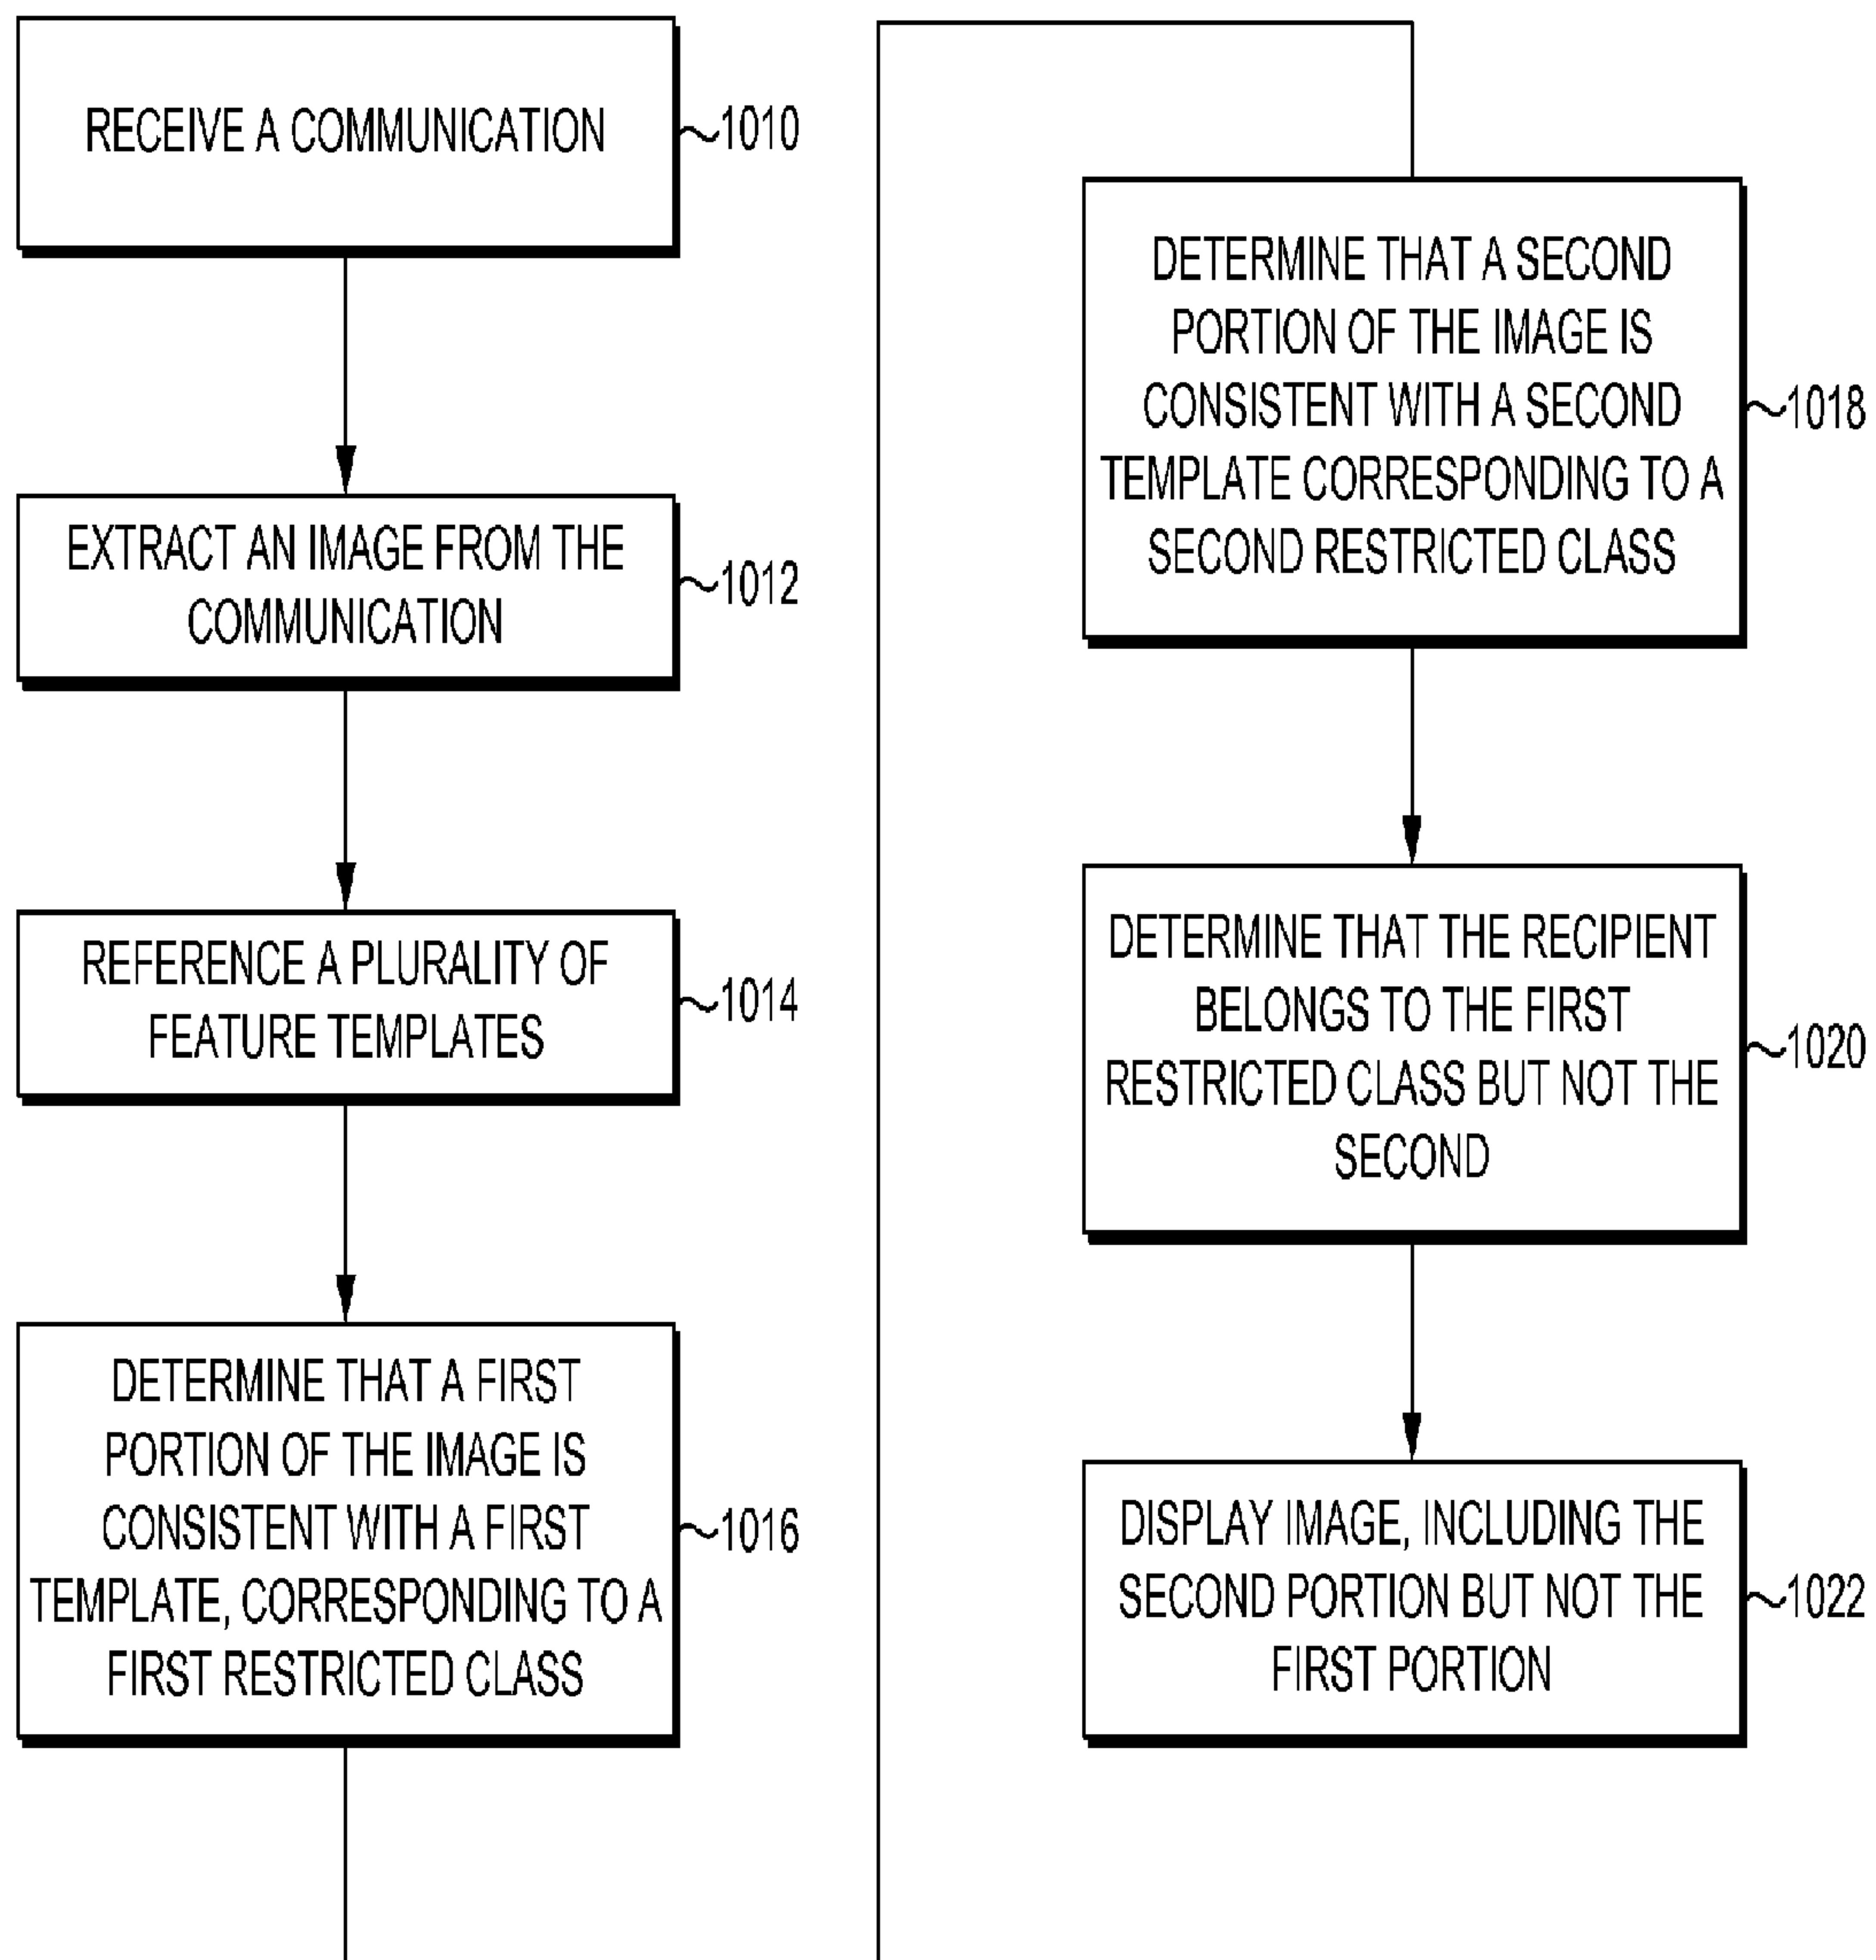 RECEIVE A COMMUNICATION
1010
EXTRACT AN IMAGE FROM THE
COMMUNICATION
1012
REFERENCE A PLURALITY OF
FEATURE TEMPLATES
1014
DETERMINE THAT A FIRST
PORTION OF THE IMAGE IS
CONSISTENT WITH A FIRST
TEMPLATE, CORRESPONDING TO A
FIRST RESTRICTED CLASS
1016
DETERMINE THAT A SECOND
PORTION OF THE IMAGE IS
CONSISTENT WITH A SECOND
TEMPLATE CORRESPONDING TO A
SECOND RESTRICTED CLASS
1018
DETERMINE THAT THE RECIPIENT
BELONGS TO THE FIRST
RESTRICTED CLASS BUT NOT THE
SECOND
1020
DISPLAY IMAGE, INCLUDING THE
SECOND PORTION BUT NOT THE
FIRST PORTION
1022